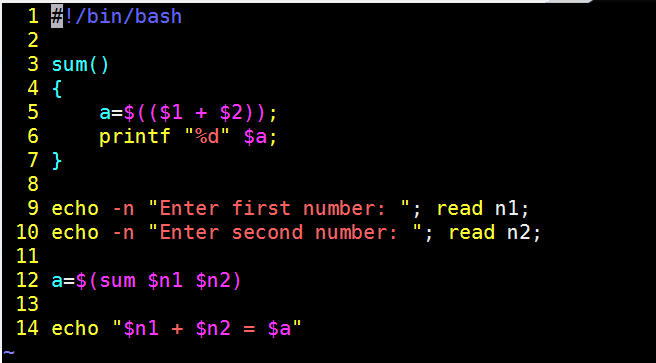 1 #!/bin/bash
2
3 sum()
4 {
5     a=$(($1 + $2));
6     printf "%d" $a;
7 }
8
9 echo -n "Enter first number: "; read n1;
10 echo -n "Enter second number: "; read n2;
11
12 a=$(sum $n1 $n2)
13
14 echo "$n1 + $n2 = $a"
~